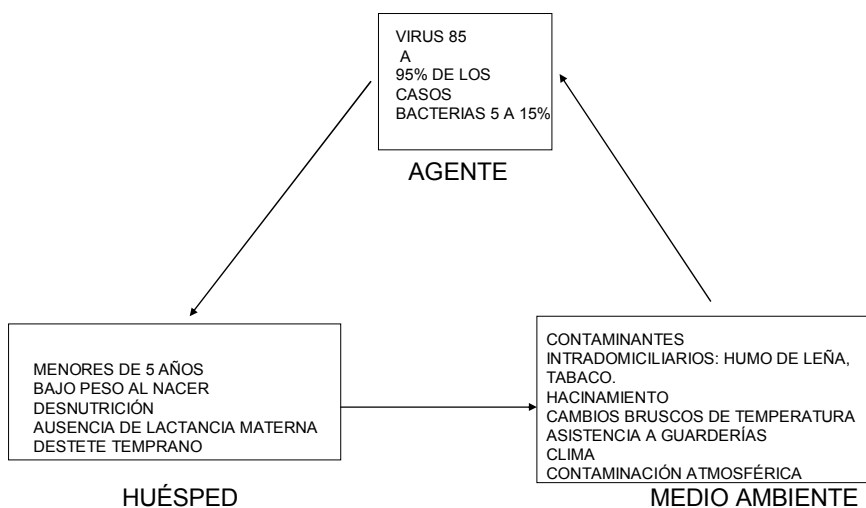 VIRUS 85
A
95% DE LOS
CASOS
BACTERIAS 5 A 15%
AGENTE
MENORES DE 5 AÑOS
BAJO PESO AL NACER
DESNUTRICIÓN
AUSENCIA DE LACTANCIA MATERNA
DESTETE TEMPRANO
HUÉSPED
CONTAMINANTES
INTRADOMICILIARIOS: HUMO DE LEÑA,
TABACO.
HACINAMIENTO
CAMBIOS BRUSCOS DE TEMPERATURA
ASISTENCIA A GUARDERÍAS
CLIMA
CONTAMINACIÓN ATMOSFÉRICA
MEDIO AMBIENTE